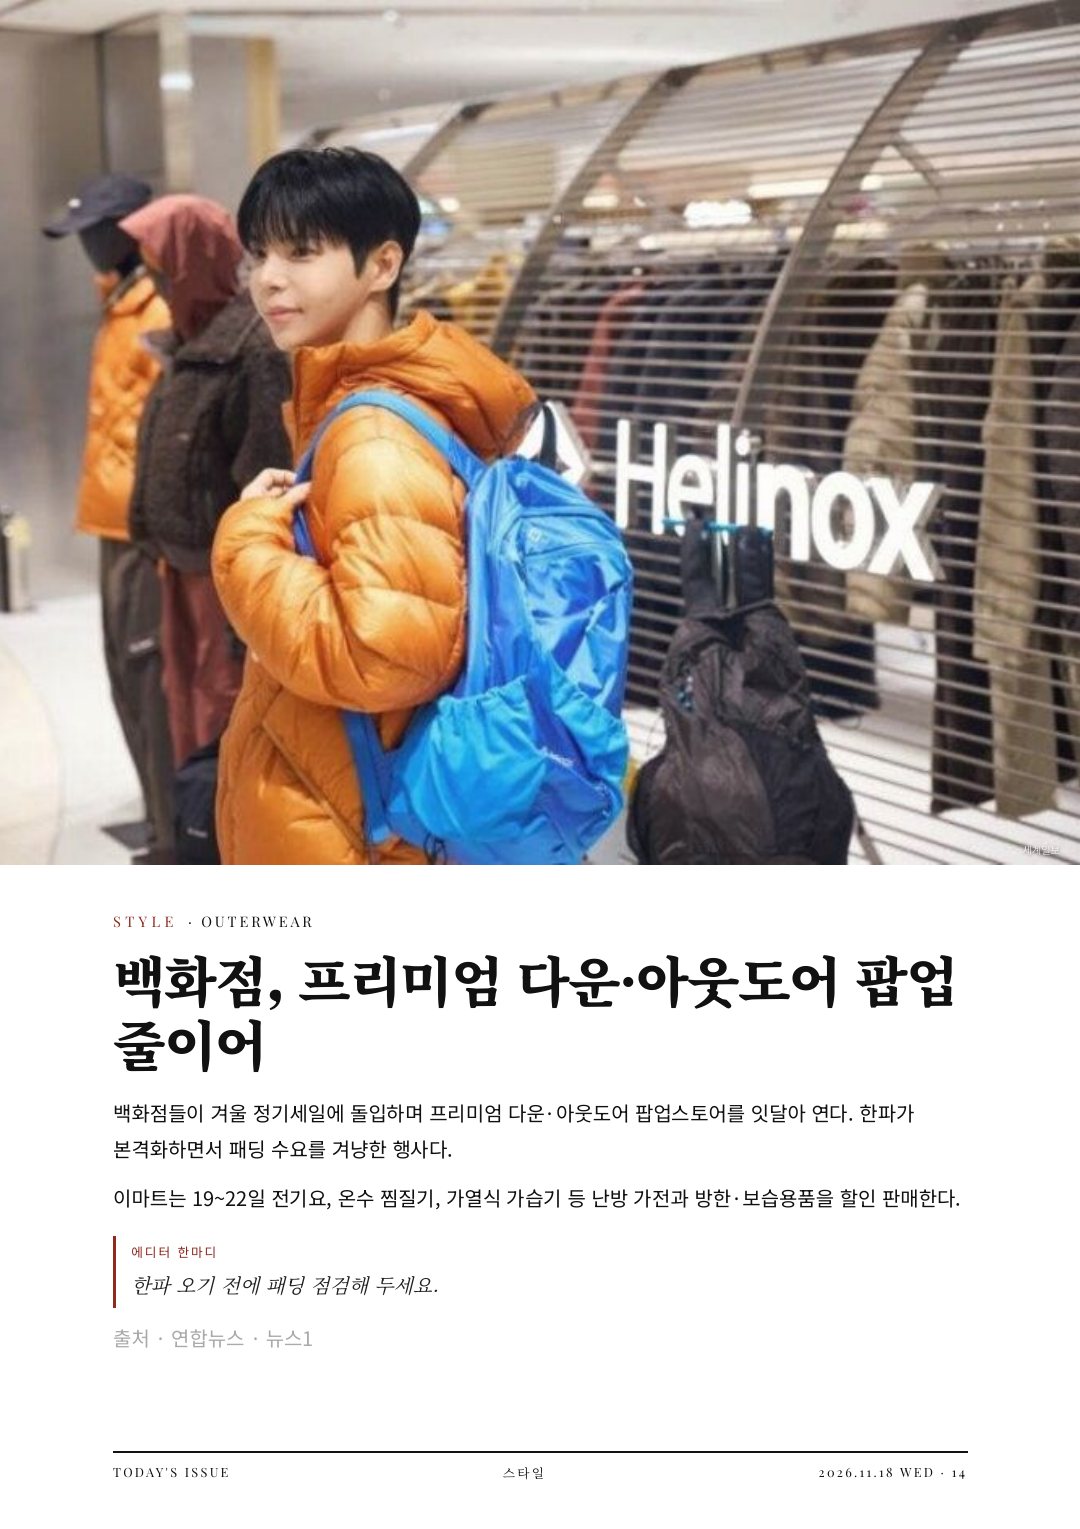 Helinox
세계일보
STYLE · OUTERWEAR
백화점, 프리미엄 다운·아웃도어 팝업
줄이어
백화점들이 겨울 정기세일에 돌입하며 프리미엄 다운·아웃도어 팝업스토어를 잇달아 연다. 한파가
본격화하면서 패딩 수요를 겨냥한 행사다.
이마트는 19~22일 전기요, 온수 찜질기, 가열식 가습기 등 난방 가전과 방한·보습용품을 할인 판매한다.
에디터 한마디
한파 오기 전에 패딩 점검해 두세요.
출처 · 연합뉴스 · 뉴스1
TODAY'S ISSUE
스타일
2026.11.18 WED · 14